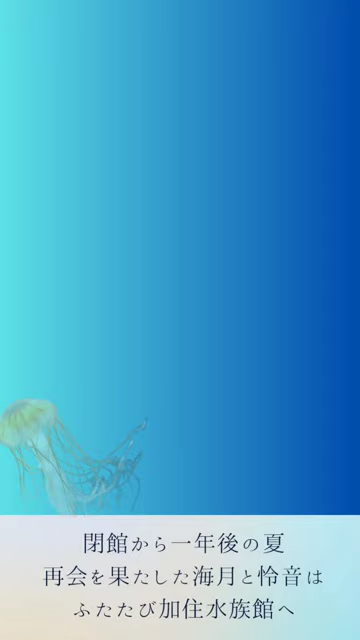 閉館から一年後の夏
再会を果たした海月と怜音は
ふたたび加住水族館へ